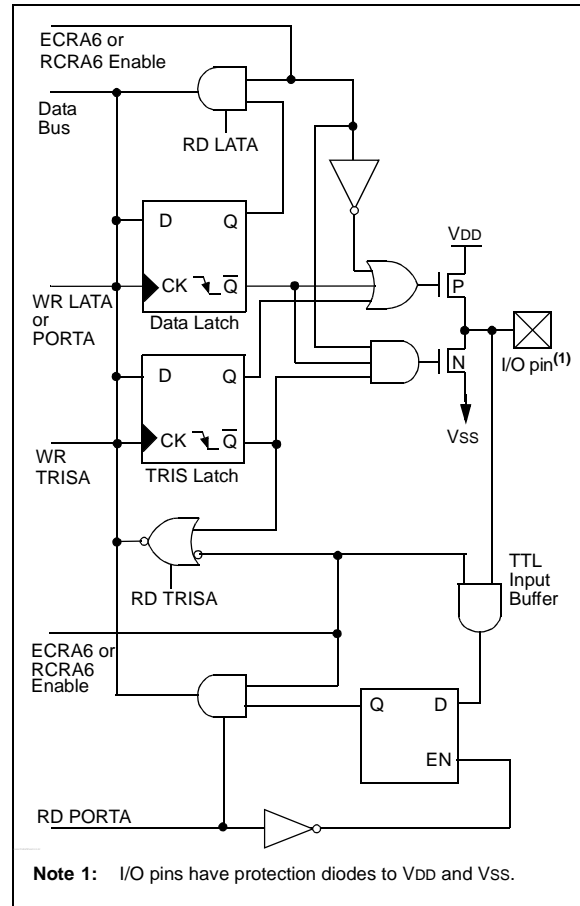 ECRA6 or
RCRA6 Enable
Data
Bus
RD LATA
D Q
VDD
CK Q
P
WR LATA
or
PORTA
Data Latch
I/O pin(1)
D Q
N
CK Q
VSS
WR
TRISA
TRIS Latch
TTL
Input
Buffer
RD TRISA
ECRA6 or
RCRA6
Enable
Q D
EN
RD PORTA
Note 1: I/O pins have protection diodes to VDD and VSS.